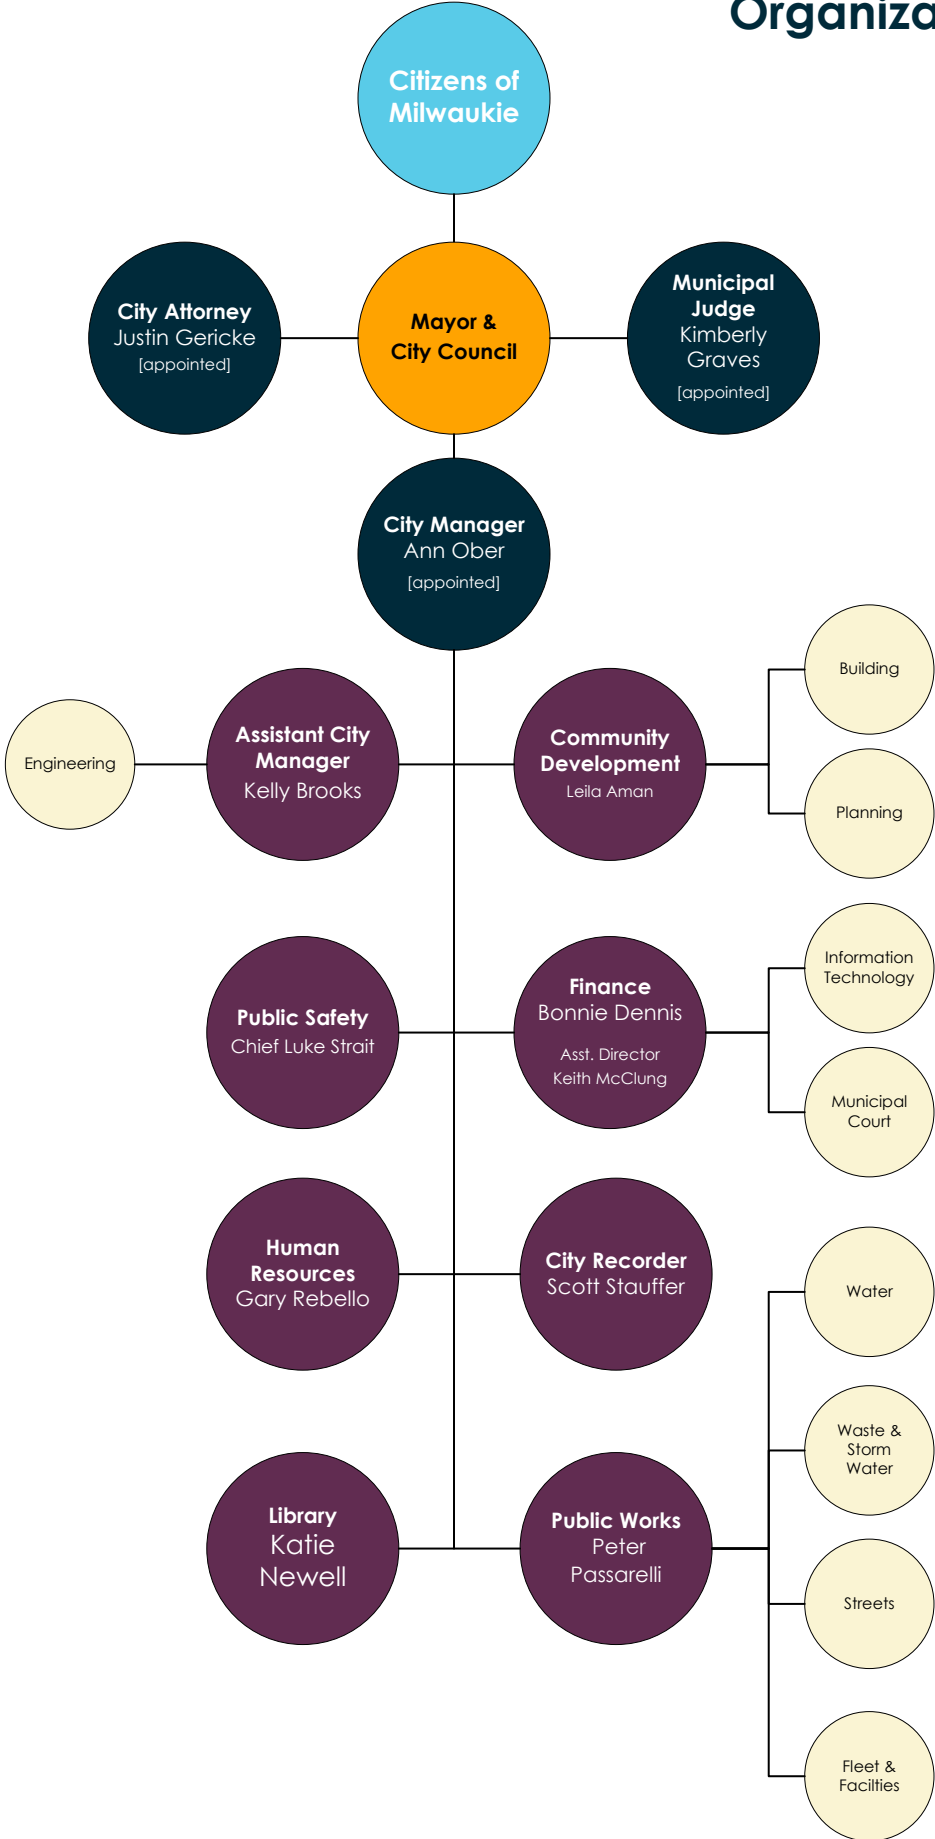 Organiza
Citizens of
Milwaukie
City Attorney
Justin Gericke
[appointed]
Mayor &
City Council
Municipal
Judge
Kimberly
Graves
[appointed]
City Manager
Ann Ober
[appointed]
Engineering
Assistant City
Manager
Kelly Brooks
Community
Development
Leila Aman
Building
Planning
Public Safety
Chief Luke Strait
Finance
Bonnie Dennis
Asst. Director
Keith McClung
Information
Technology
Municipal
Court
Human
Resources
Gary Rebello
City Recorder
Scott Stauffer
Library
Katie
Newell
Public Works
Peter
Passarelli
Water
Waste &
Storm
Water
Streets
Fleet &
Facilties